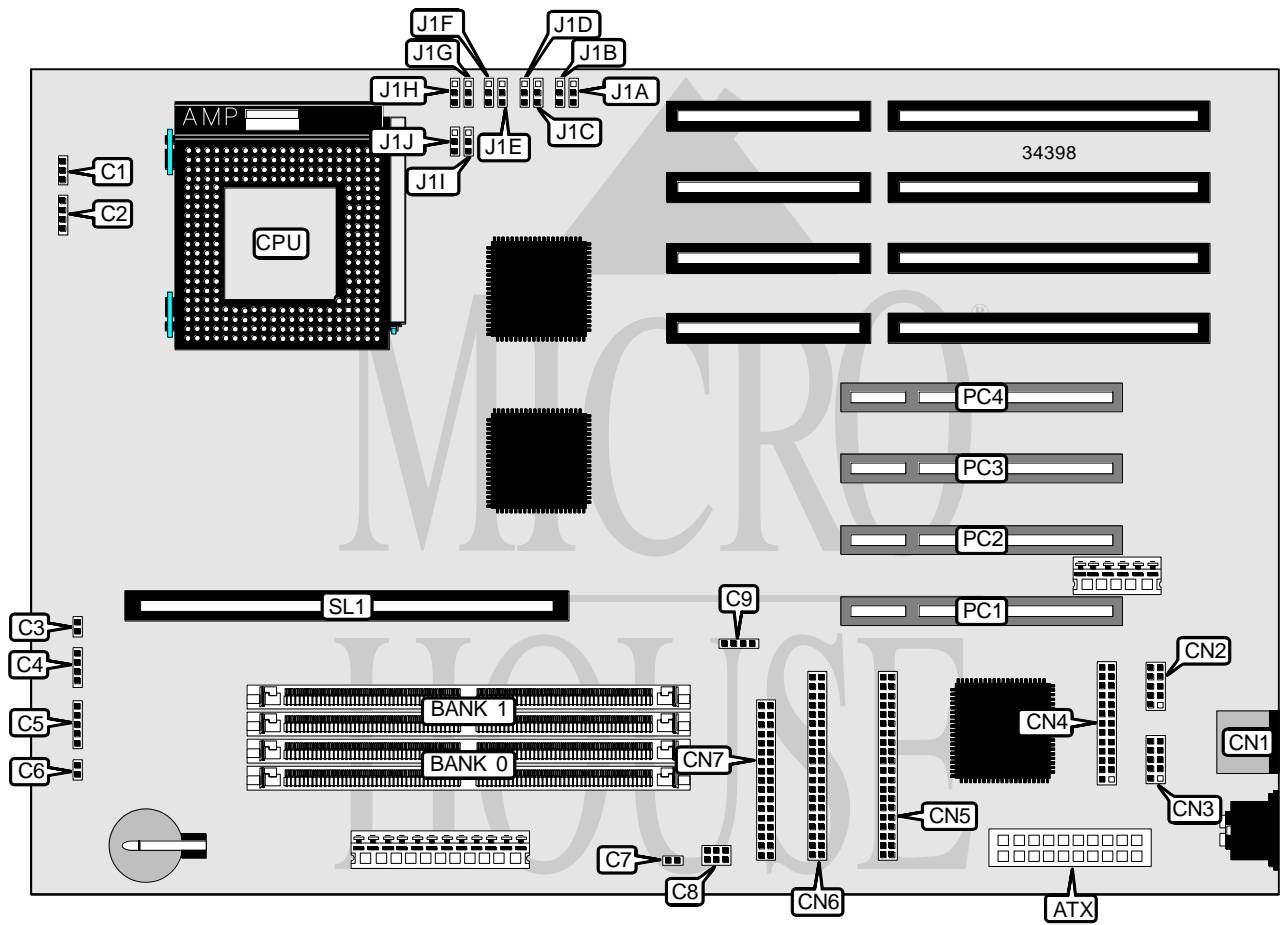 J1F
J1D
J1G
J1B
J1H
J1A
AMP
J1J
J1E
J1C
J1I
34398
C1
C2
CPU
®
MICRO
HOUSE
PC4
PC3
PC2
PC1
SL1
C9
C3
C4
C5
C6
BANK 1
BANK 0
CN2
CN4
CN1
CN7
CN3
CN5
C7
C8
CN6
ATX